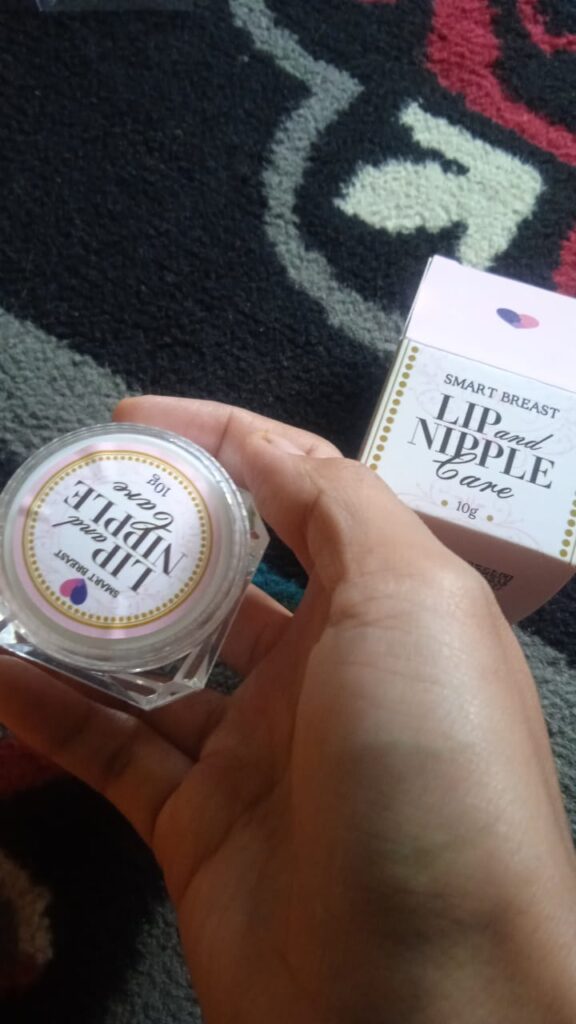 SMART BREAST
LIP and
NIPPLE
Care
10g
SMART BREAST
LIP and
NIPPLE
Care
10g